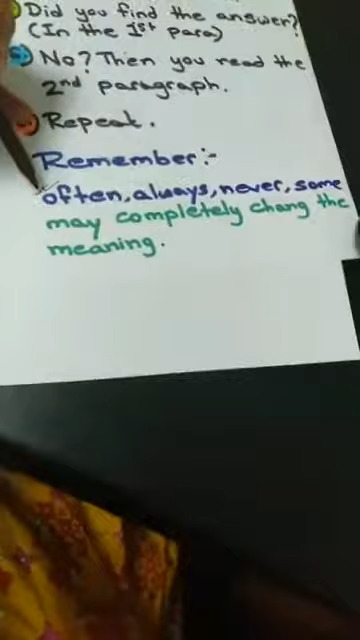 Did you find the answer?
(In the 1st para)
No? Then you read the
2nd paragraph.
Repeat.
Remember:-
often, always, never, some
may completely chang the
meaning.